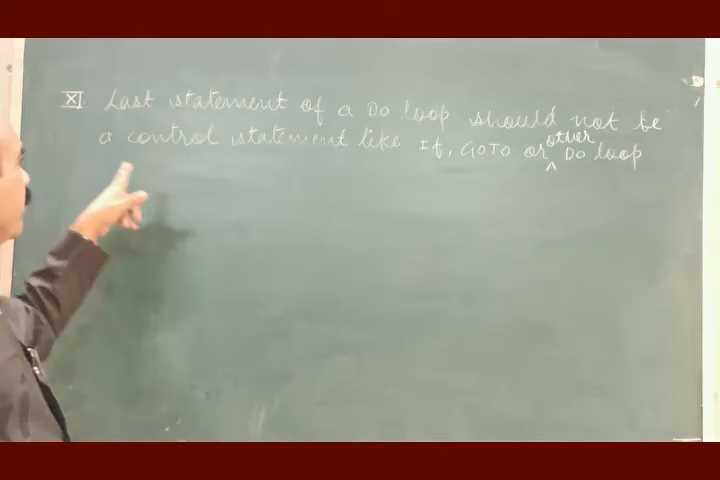 XI Last statement of a Do loop should not be
a control statement like If, GOTO or other Do loop